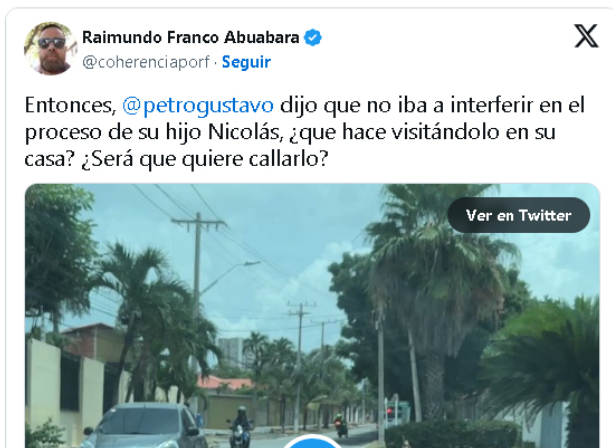 Raimundo Franco Abuabara
@coherenciaporf · Seguir
Entonces, @petrogustavo dijo que no iba a interferir en el
proceso de su hijo Nicolás, ¿que hace visitándolo en su
casa? ¿Será que quiere callarlo?
Ver en Twitter